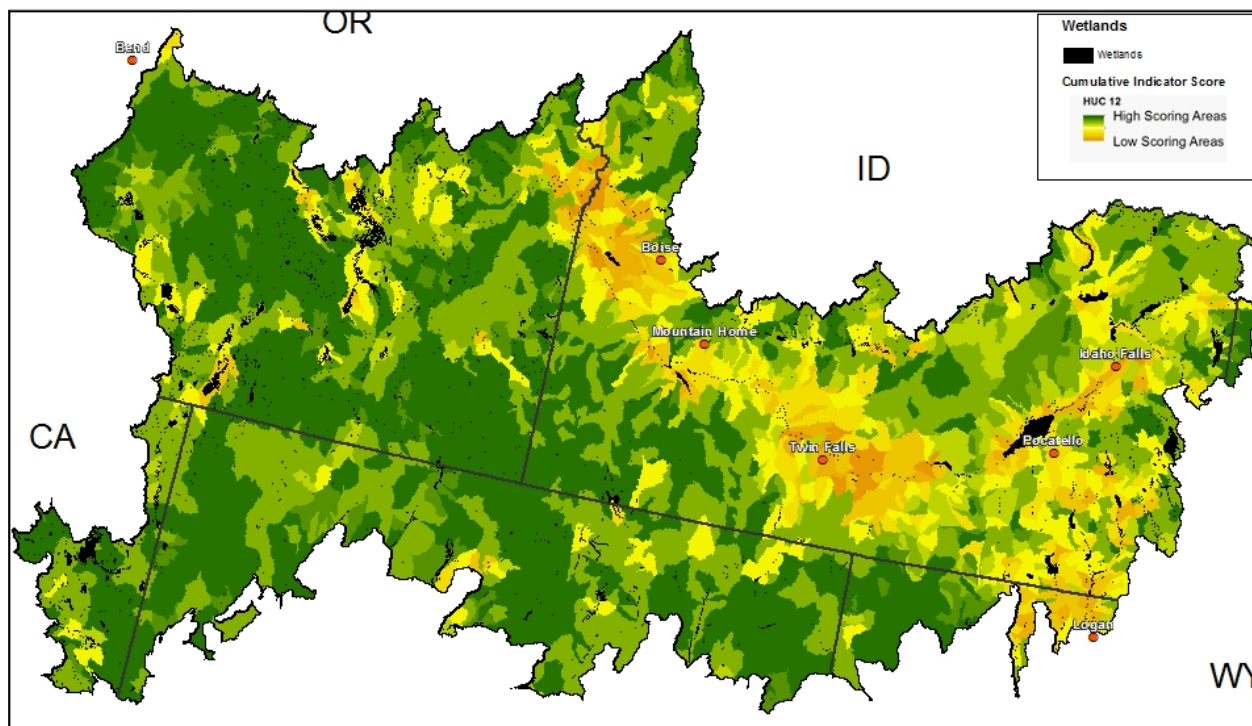 OR
Bend
Wetlands
Wetlands
Cumulative Indicator Score
HUC 12
High Scoring Areas
Low Scoring Areas
ID
Boise
Mountain Home
Idaho Falls
CA
Twin Falls
Pocatello
Logan
WY